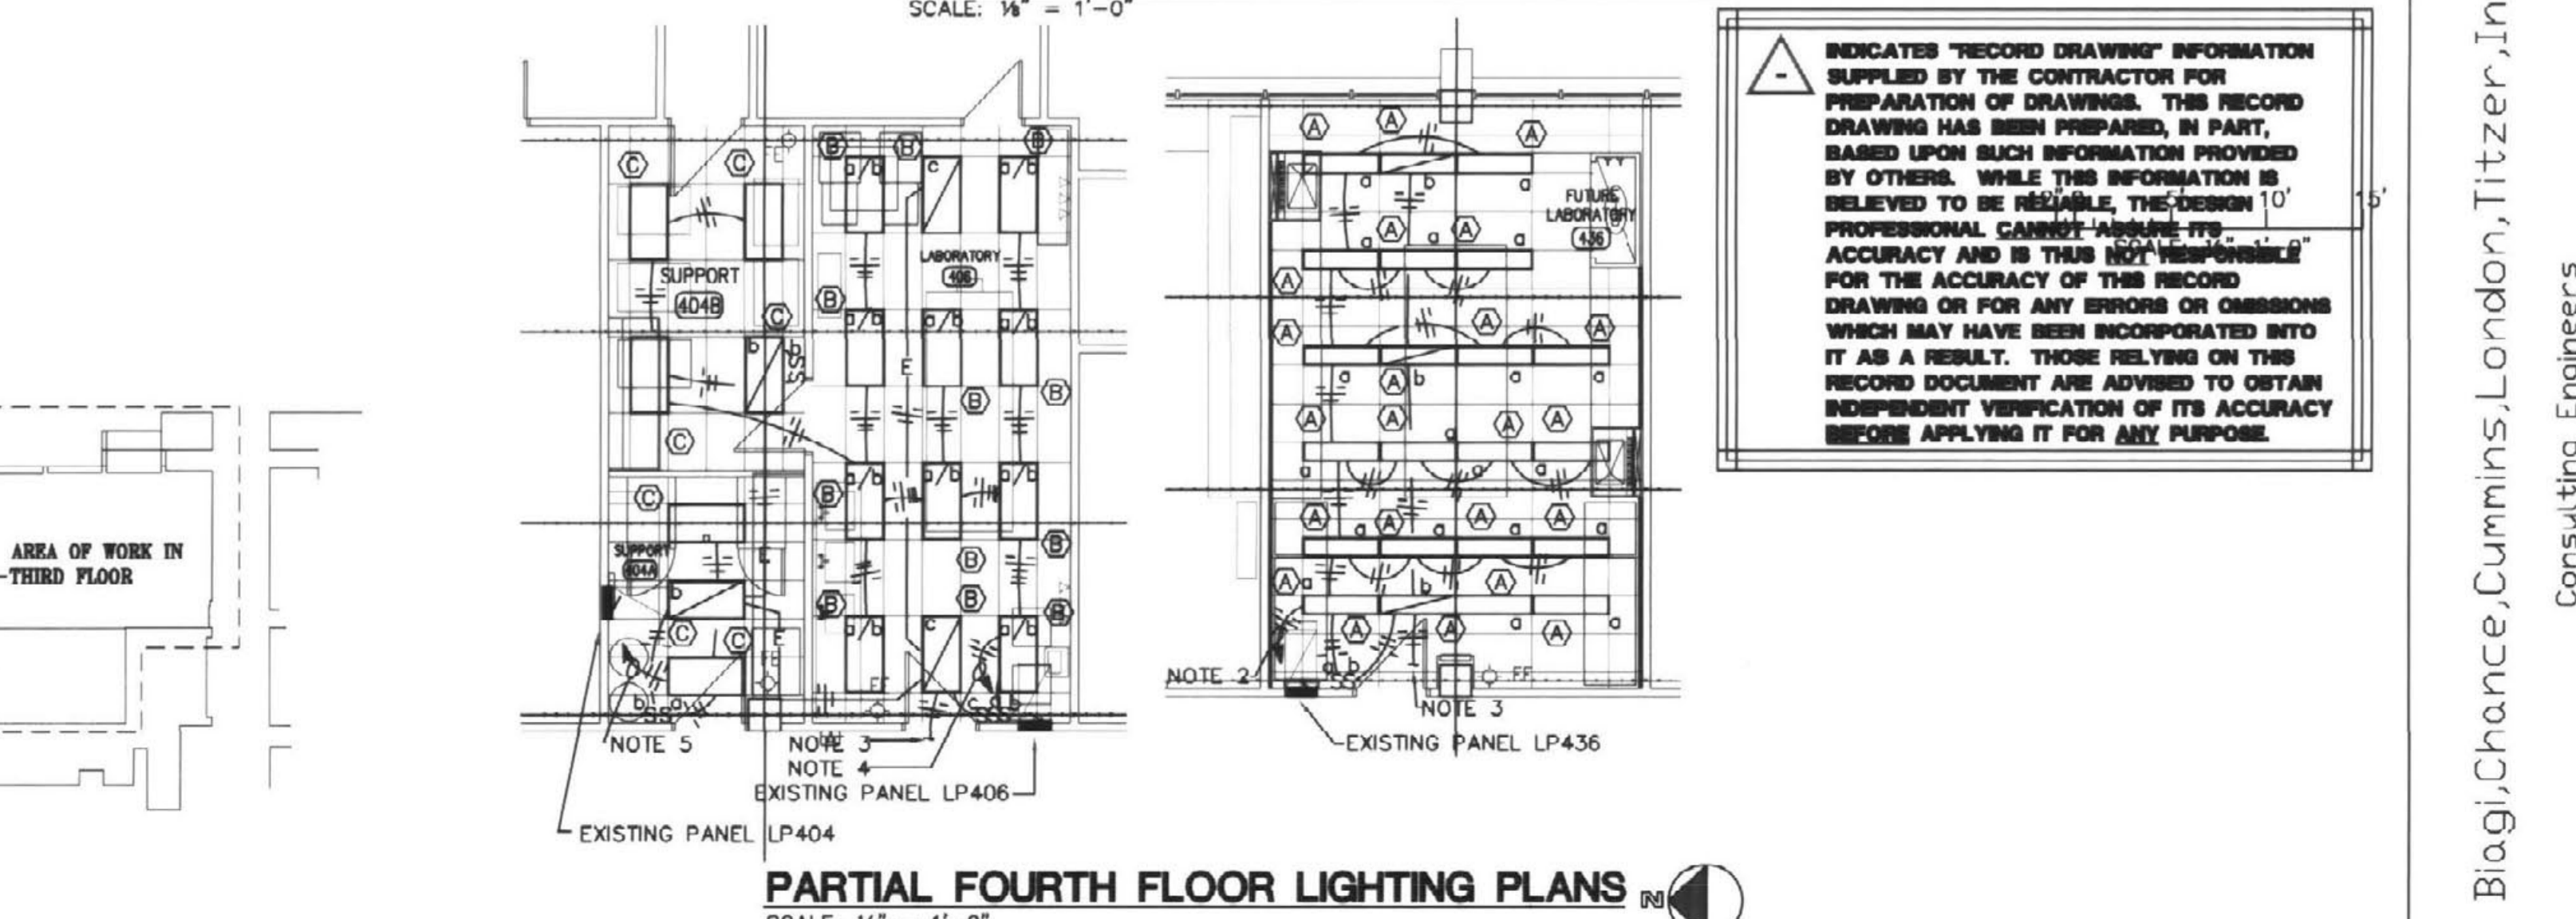 SCALE: ⅛" = 1'-0"
AREA OF WORK IN
-THIRD FLOOR
C
C
SUPPORT
404B
C
b
SS
b
C
C
SUPPORT
404A
a
E
b
C
C
E
b
a
SS
NOTE 5
EXISTING PANEL LP404
B
B
B
a/b
c
a/b
LABORATORY
406
B
a/b
a/b
a/b
E
B
B
a/b
a/b
a/b
B
B
B
B
B
B
a/b
c
a/b
c
a
b
SSS
NOTE 3
NOTE 4
EXISTING PANEL LP406
A
A
A
a
b
a
FUTURE
LABORATORY
436
A
A
a
a
a
A
A
A
A
a
A
b
a
a
A
A
A
A
a
a
a
a
A
A
A
A
a
a
a
A
a
b
A
A
A
a
A
a
a
b
SS
FF
NOTE 2
NOTE 3
EXISTING PANEL LP436
PARTIAL FOURTH FLOOR LIGHTING PLANS
N
-
INDICATES "RECORD DRAWING" INFORMATION
SUPPLIED BY THE CONTRACTOR FOR
PREPARATION OF DRAWINGS. THIS RECORD
DRAWING HAS BEEN PREPARED, IN PART,
BASED UPON SUCH INFORMATION PROVIDED
BY OTHERS. WHILE THIS INFORMATION IS
BELIEVED TO BE RELIABLE, THE DESIGN
PROFESSIONAL CANNOT ASSURE ITS
ACCURACY AND IS THUS NOT RESPONSIBLE
FOR THE ACCURACY OF THIS RECORD
DRAWING OR FOR ANY ERRORS OR OMISSIONS
WHICH MAY HAVE BEEN INCORPORATED INTO
IT AS A RESULT. THOSE RELYING ON THIS
RECORD DOCUMENT ARE ADVISED TO OBTAIN
INDEPENDENT VERIFICATION OF ITS ACCURACY
BEFORE APPLYING IT FOR ANY PURPOSE.
5' 10' 15'
Biagi,Chance,Cummins,London,Titzer,In
Consulting Engineers